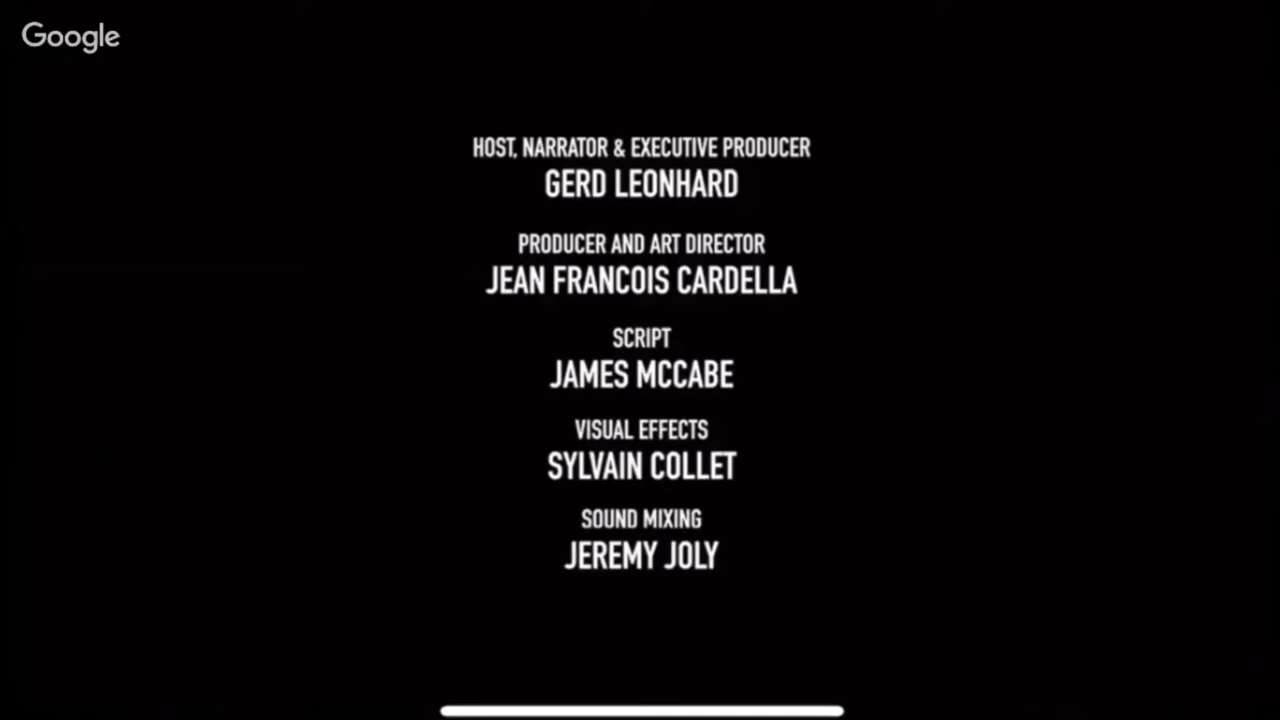 Google
HOST, NARRATOR & EXECUTIVE PRODUCER
GERD LEONHARD
PRODUCER AND ART DIRECTOR
JEAN FRANCOIS CARDELLA
SCRIPT
JAMES MCCABE
VISUAL EFFECTS
SYLVAIN COLLET
SOUND MIXING
JEREMY JOLY